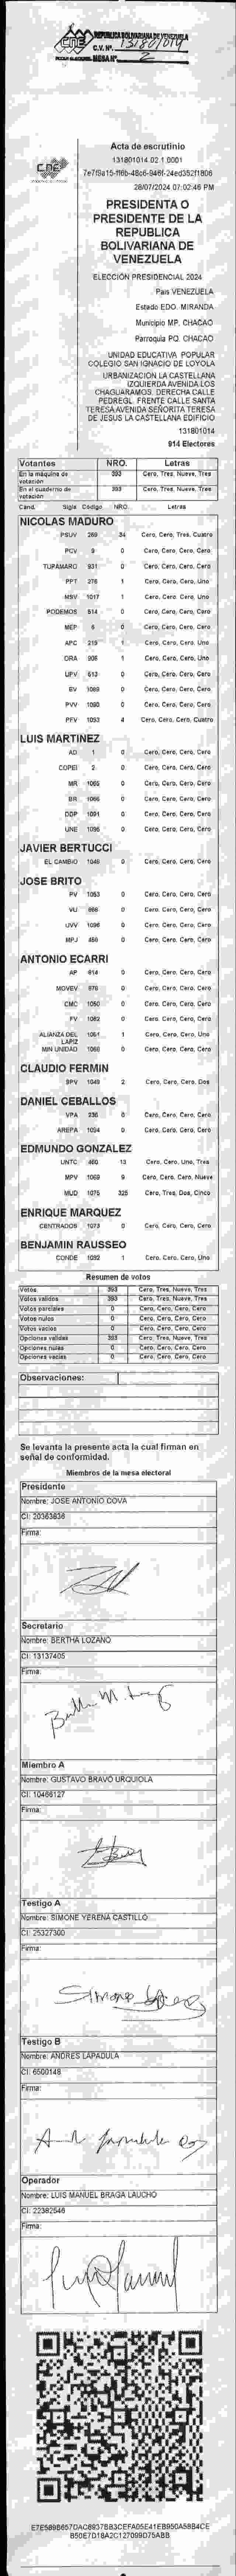 REPUBLICA BOLIVARIANA DE VENEZUELA
CNE
C.V. Nº. 131801014
MESA Nº. 2
Acta de escrutinio
131801014.02.1.0001
28/07/2024 07:02:46 PM
CNE
PRESIDENTA O
PRESIDENTE DE LA
REPUBLICA
BOLIVARIANA DE
VENEZUELA
ELECCIÓN PRESIDENCIAL 2024
País VENEZUELA
Estado EDO. MIRANDA
Municipio MP. CHACAO
Parroquia PQ. CHACAO
UNIDAD EDUCATIVA POPULAR
COLEGIO SAN IGNACIO DE LOYOLA
URBANIZACIÓN LA CASTELLANA
IZQUIERDA AVENIDA LOS
CHAGUARAMOS. DERECHA CALLE
PEDREGL. FRENTE CALLE SANTA
TERESA AVENIDA SEÑORITA TERESA
DE JESUS LA CASTELLANA EDIFICIO
131801014
914 Electores
Votantes NRO. Letras
En la máquina de votación 393 Cero, Tres, Nueve, Tres
En el cuaderno de votación 393 Cero, Tres, Nueve, Tres
Cand. Sigla Código NRO. Letras
NICOLAS MADURO
PSUV 269 34 Cero, Cero, Tres, Cuatro
PCV 9 0 Cero, Cero, Cero, Cero
TUPAMARO 931 0 Cero, Cero, Cero, Cero
PPT 276 1 Cero, Cero, Cero, Uno
MSV 1017 1 Cero, Cero, Cero, Uno
PODEMOS 514 0 Cero, Cero, Cero, Cero
MEP 6 0 Cero, Cero, Cero, Cero
APC 219 1 Cero, Cero, Cero, Uno
ORA 906 1 Cero, Cero, Cero, Uno
UPV 613 0 Cero, Cero, Cero, Cero
EV 1089 0 Cero, Cero, Cero, Cero
PVV 1090 0 Cero, Cero, Cero, Cero
PFV 1093 4 Cero, Cero, Cero, Cuatro
LUIS MARTINEZ
AD 1 0 Cero, Cero, Cero, Cero
COPEI 2 0 Cero, Cero, Cero, Cero
MR 1065 0 Cero, Cero, Cero, Cero
BR 1066 0 Cero, Cero, Cero, Cero
DDP 1091 0 Cero, Cero, Cero, Cero
UNE 1096 0 Cero, Cero, Cero, Cero
JAVIER BERTUCCI
EL CAMBIO 1048 0 Cero, Cero, Cero, Cero
JOSE BRITO
PV 1053 0 Cero, Cero, Cero, Cero
VU 866 0 Cero, Cero, Cero, Cero
UVV 1098 0 Cero, Cero, Cero, Cero
MPJ 458 0 Cero, Cero, Cero, Cero
ANTONIO ECARRI
AP 614 0 Cero, Cero, Cero, Cero
MOVEV 878 0 Cero, Cero, Cero, Cero
CMC 1050 0 Cero, Cero, Cero, Cero
FV 1062 0 Cero, Cero, Cero, Cero
ALIANZA DEL LAPIZ 1061 1 Cero, Cero, Cero, Uno
MIN UNIDAD 1060 0 Cero, Cero, Cero, Cero
CLAUDIO FERMIN
SPV 1049 2 Cero, Cero, Cero, Dos
DANIEL CEBALLOS
VPA 236 0 Cero, Cero, Cero, Cero
AREPA 1094 0 Cero, Cero, Cero, Cero
EDMUNDO GONZALEZ
UNTC 460 13 Cero, Cero, Uno, Tres
MPV 1069 9 Cero, Cero, Cero, Nueve
MUD 1075 325 Cero, Tres, Dos, Cinco
ENRIQUE MARQUEZ
CENTRADOS 1073 0 Cero, Cero, Cero, Cero
BENJAMIN RAUSSEO
CONDE 1092 1 Cero, Cero, Cero, Uno
Resumen de votos
Votos 393 Cero, Tres, Nueve, Tres
Votos válidos 393 Cero, Tres, Nueve, Tres
Votos parciales 0 Cero, Cero, Cero, Cero
Votos nulos 0 Cero, Cero, Cero, Cero
Votos vacíos 0 Cero, Cero, Cero, Cero
Opciones validas 393 Cero, Tres, Nueve, Tres
Opciones nulas 0 Cero, Cero, Cero, Cero
Opciones vacías 0 Cero, Cero, Cero, Cero
Observaciones:
Se levanta la presente acta la cual firman en
señal de conformidad.
Miembros de la mesa electoral
Presidente
Nombre: JOSE ANTONIO COVA
CI: 20363836
Firma:
Secretario
Nombre: BERTHA LOZANO
CI: 13137405
Firma:
Miembro A
Nombre: GUSTAVO BRAVO URQUIOLA
CI: 10466127
Firma:
Testigo A
Nombre: SIMONE YERENA CASTILLO
CI: 25327300
Firma:
Simone
Testigo B
Nombre: ANDRES LAPADULA
CI: 6500148
Firma:
Operador
Nombre: LUIS MANUEL BRAGA LAUCHO
CI: 22382546
Firma: